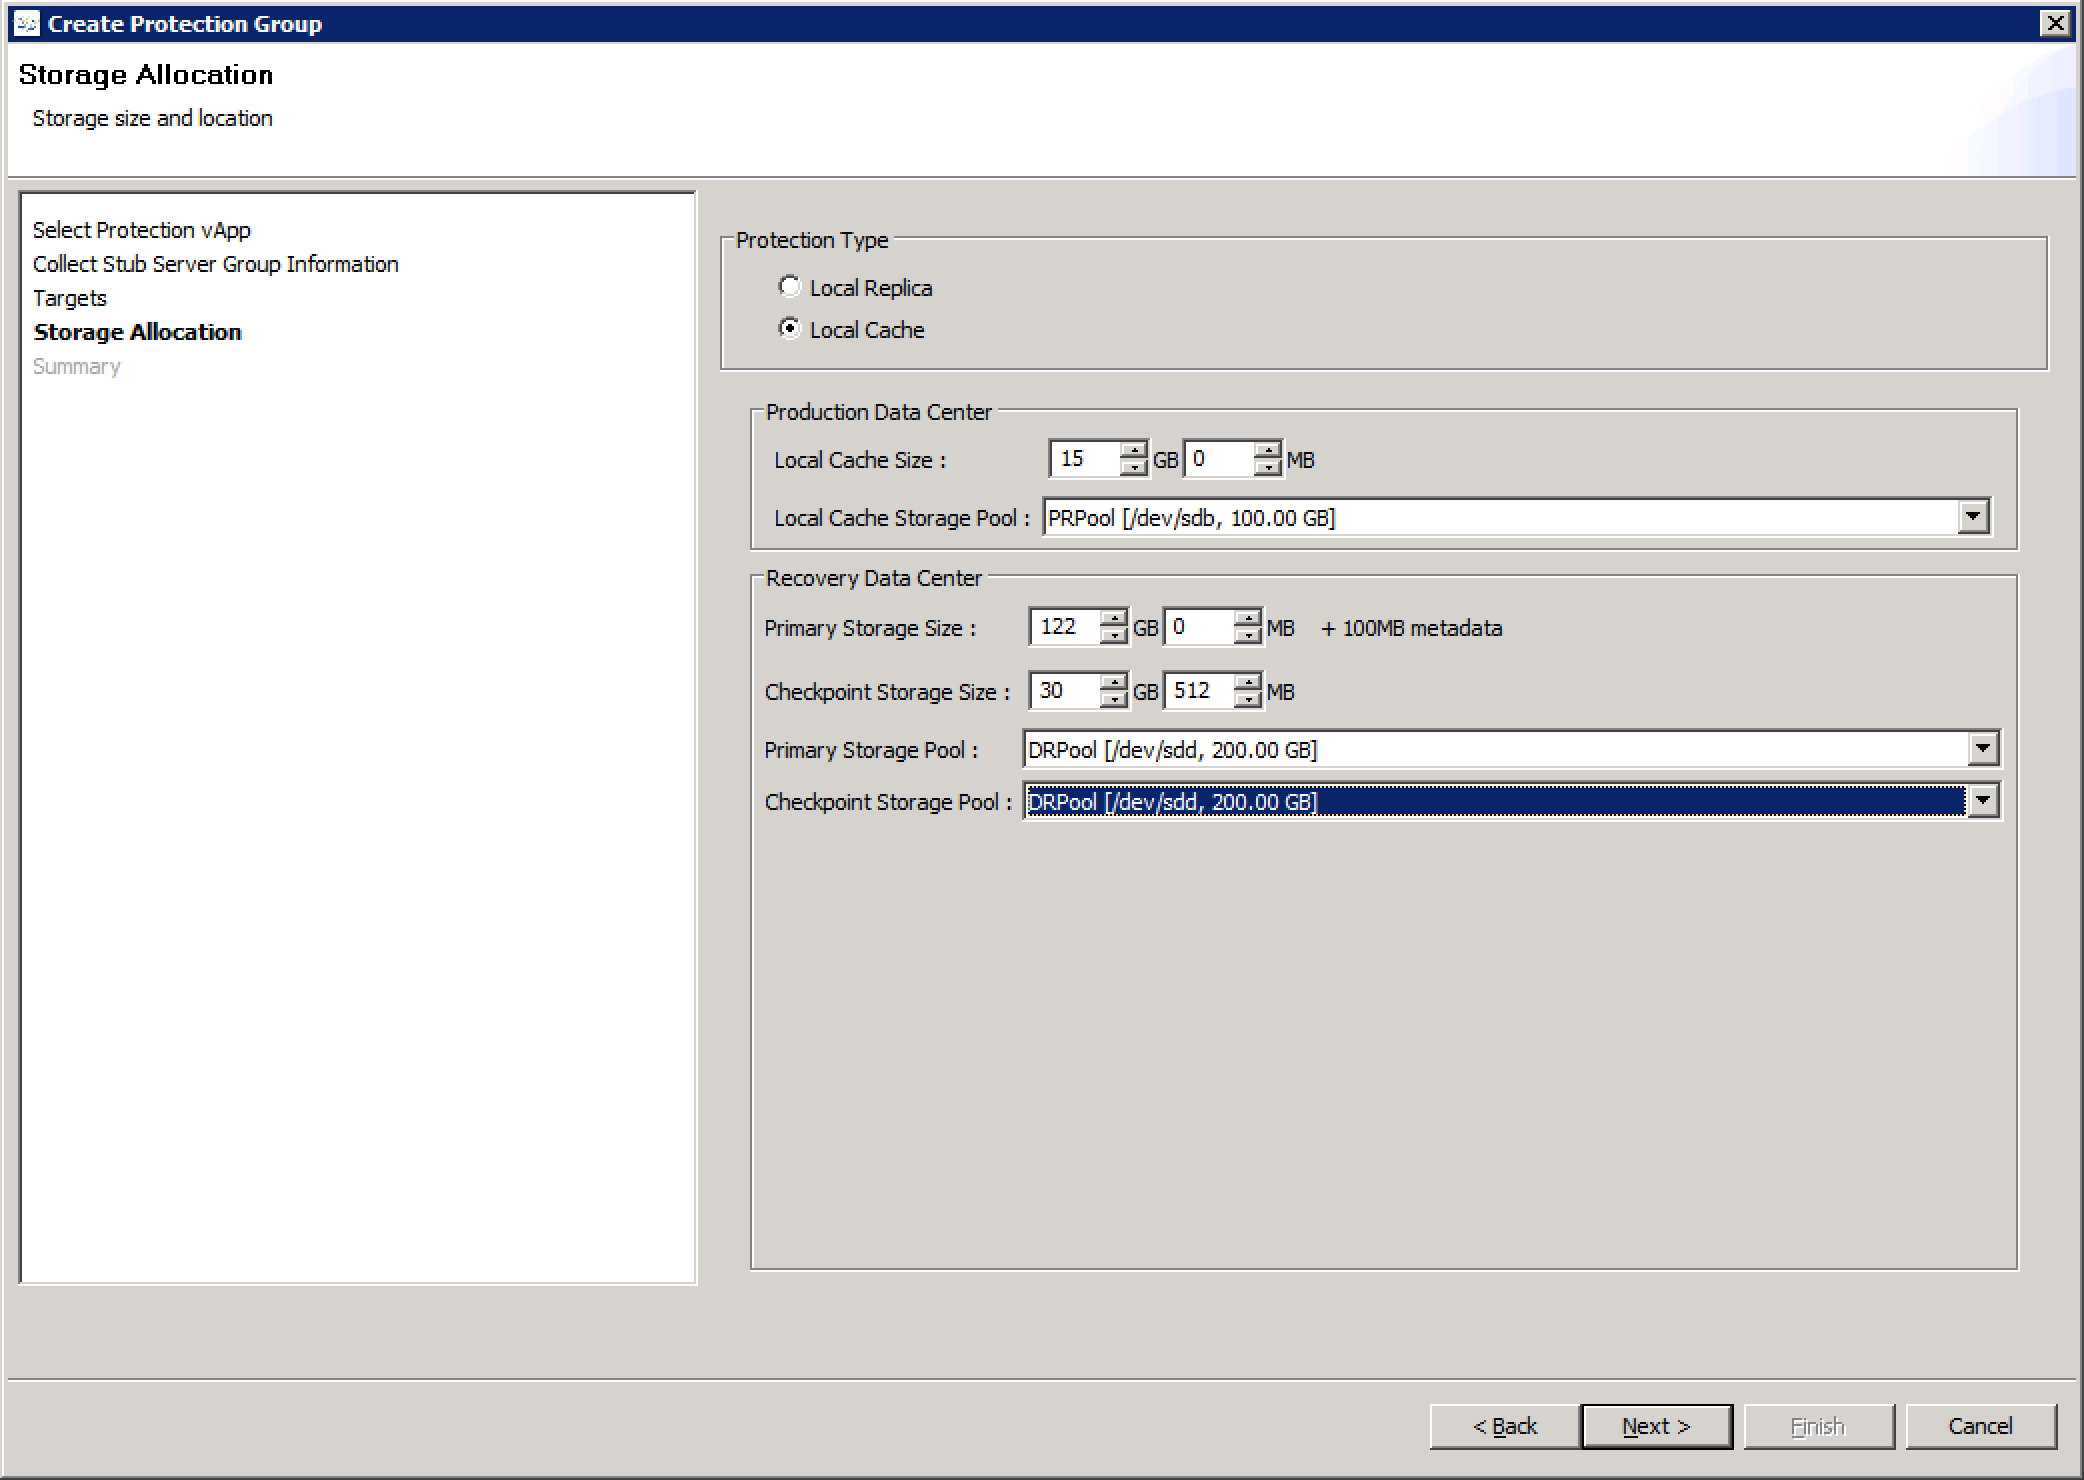 Create Protection Group
Storage Allocation
Storage size and location
Select Protection vApp
Collect Stub Server Group Information
Targets
Storage Allocation
Summary
Protection Type
Local Replica
Local Cache
Production Data Center
Local Cache Size : 15 GB 0 MB
Local Cache Storage Pool : PRPool [/dev/sdb, 100.00 GB]
Recovery Data Center
Primary Storage Size : 122 GB 0 MB + 100MB metadata
Checkpoint Storage Size : 30 GB 512 MB
Primary Storage Pool : DRPool [/dev/sdd, 200.00 GB]
Checkpoint Storage Pool : DRPool [/dev/sdd, 200.00 GB]
< Back Next > Finish Cancel